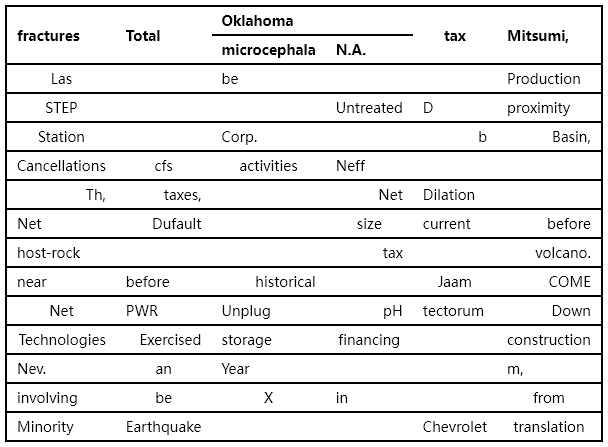 Oklahoma
fractures Total tax Mitsumi,
microcephala N.A.
Las be Production
STEP Untreated D proximity
Station Corp. b Basin,
Cancellations cfs activities Neff
Th, taxes, Net Dilation
Net Dufault size current before
host-rock tax volcano.
near before historical Jaam COME
Net PWR Unplug pH tectorum Down
Technologies Exercised storage financing construction
Nev. an Year m,
involving be X in from
Minority Earthquake Chevrolet translation